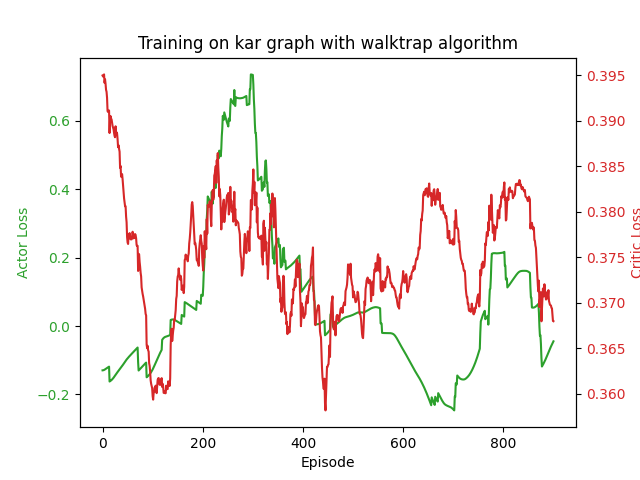 Training on kar graph with walktrap algorithm
Actor Loss
0.6
0.4
0.2
0.0
−0.2
0.395
0.390
0.385
0.380
0.375
0.370
0.365
0.360
Critic Loss
0 200 400 600 800
Episode